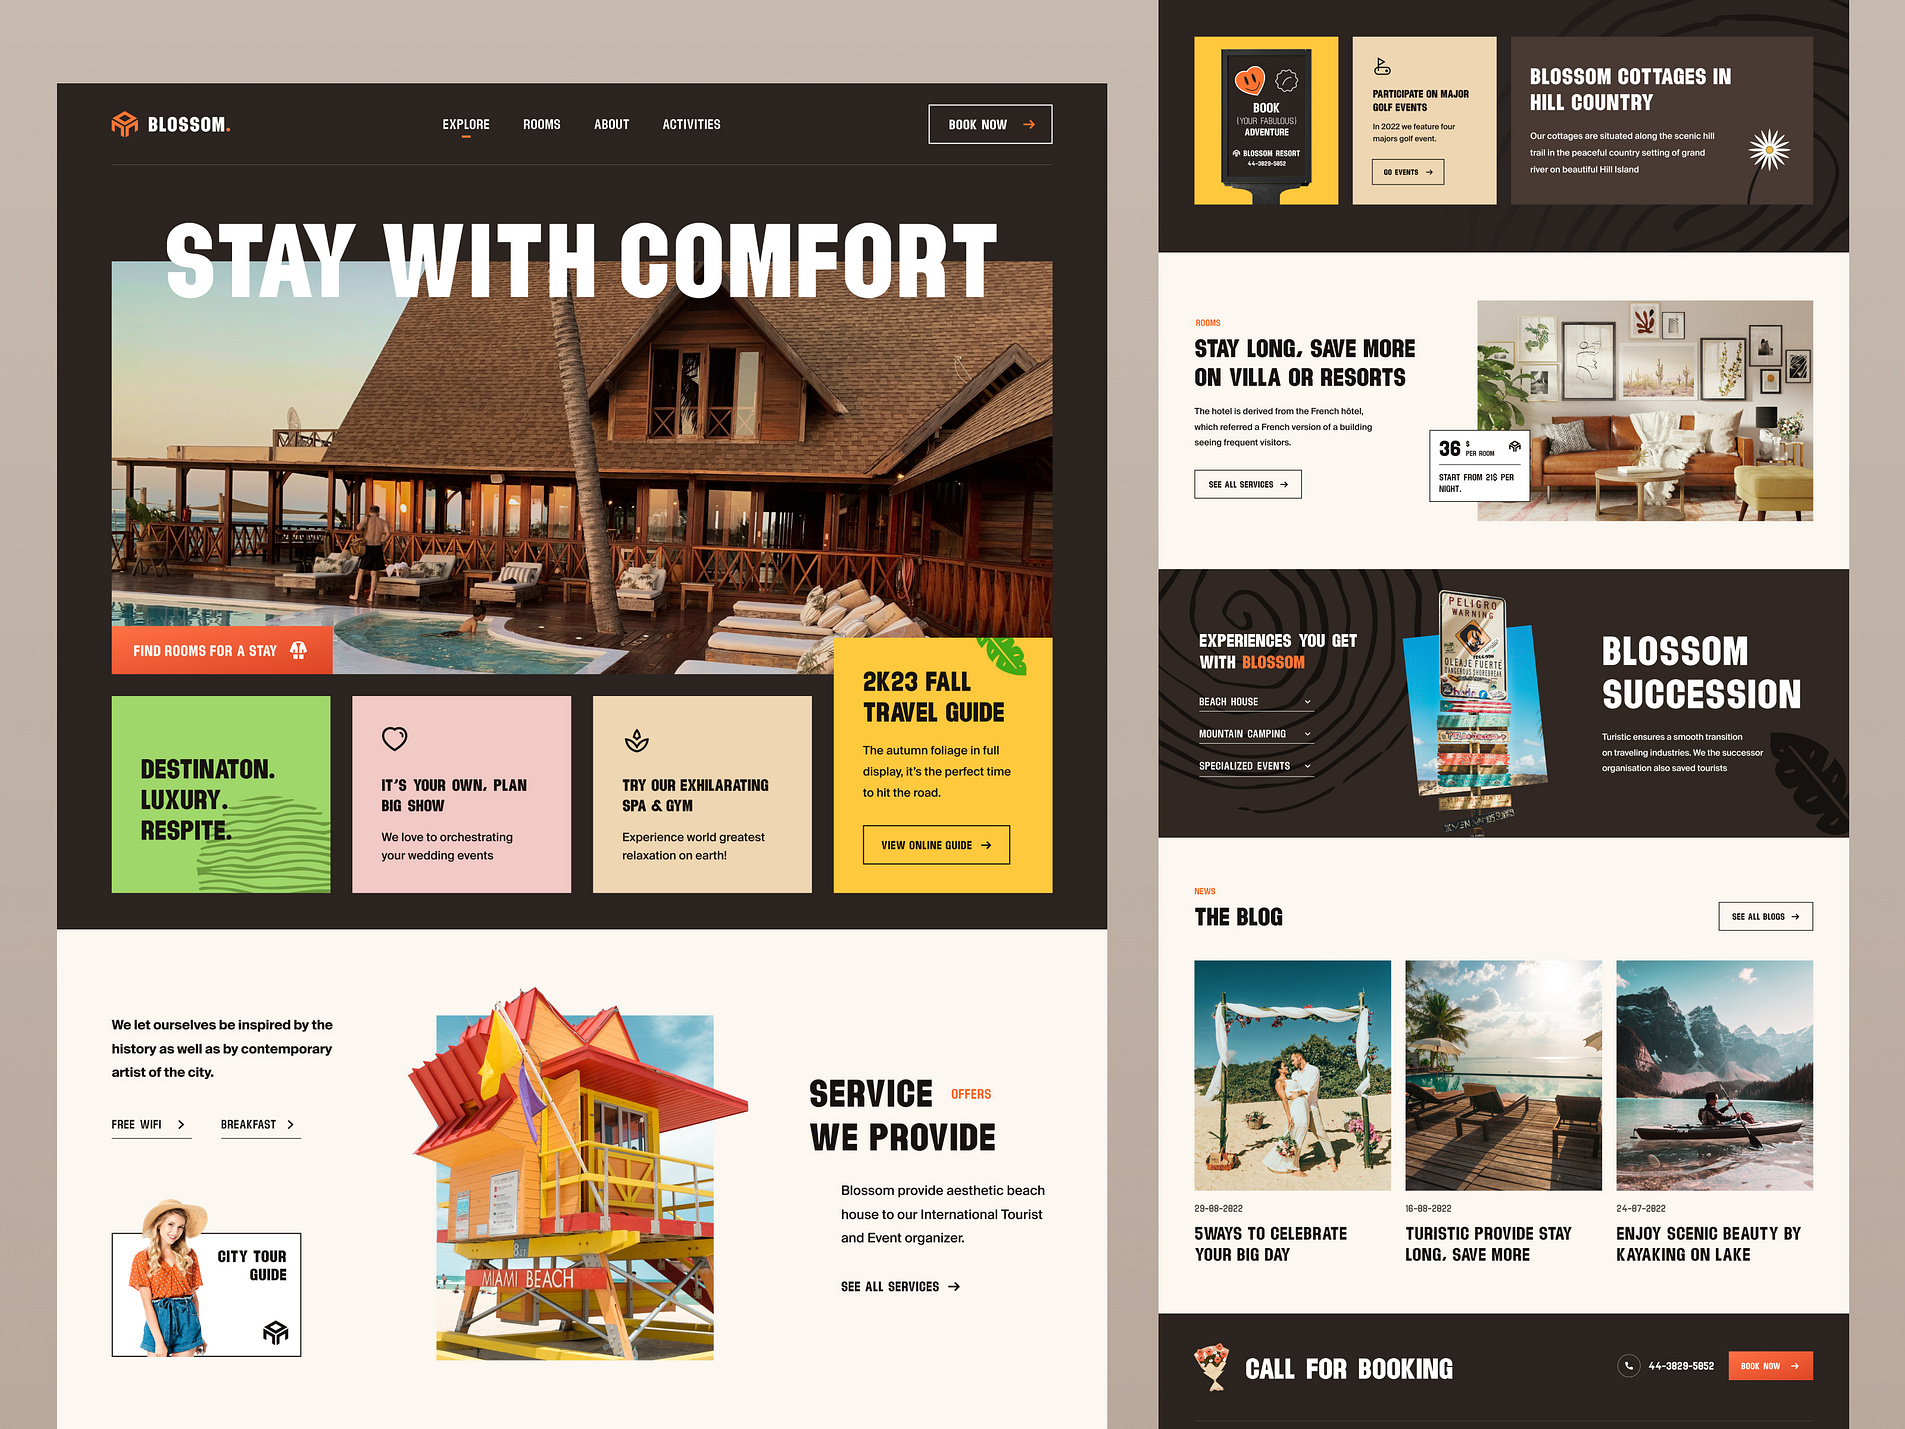 BLOSSOM.
EXPLORE
ROOMS
ABOUT
ACTIVITIES
BOOK NOW
STAY WITH COMFORT
FIND ROOMS FOR A STAY
DESTINATON.
LUXURY.
RESPITE.
IT'S YOUR OWN, PLAN
BIG SHOW
We love to orchestrating
your wedding events
TRY OUR EXHILARATING
SPA & GYM
Experience world greatest
relaxation on earth!
2K23 FALL
TRAVEL GUIDE
The autumn foliage in full
display, it's the perfect time
to hit the road.
VIEW ONLINE GUIDE
We let ourselves be inspired by the
history as well as by contemporary
artist of the city.
FREE WIFI
BREAKFAST
CITY TOUR
GUIDE
8 ST
MIAMI BEACH
SERVICE
OFFERS
WE PROVIDE
Blossom provide aesthetic beach
house to our International Tourist
and Event organizer.
SEE ALL SERVICES
BOOK
(YOUR FABULOUS)
ADVENTURE
BLOSSOM RESORT
44-3829-5852
PARTICIPATE ON MAJOR
GOLF EVENTS
In 2022 we feature four
majors golf event.
GO EVENTS
BLOSSOM COTTAGES IN
HILL COUNTRY
Our cottages are situated along the scenic hill
trail in the peaceful country setting of grand
river on beautiful Hill Island
ROOMS
STAY LONG, SAVE MORE
ON VILLA OR RESORTS
The hotel is derived from the French hôtel,
which referred a French version of a building
seeing frequent visitors.
SEE ALL SERVICES
36 $
PER ROOM
START FROM 21$ PER
NIGHT.
EXPERIENCES YOU GET
WITH BLOSSOM
BEACH HOUSE
MOUNTAIN CAMPING
SPECIALIZED EVENTS
PELIGRO
WARNING
OLEAJE FUERTE
DANGEROUS SHOREBREAK
BLOSSOM
SUCCESSION
Turistic ensures a smooth transition
on traveling industries. We the successor
organisation also saved tourists
NEWS
THE BLOG
SEE ALL BLOGS
29-08-2022
5WAYS TO CELEBRATE
YOUR BIG DAY
16-08-2022
TURISTIC PROVIDE STAY
LONG, SAVE MORE
24-07-2022
ENJOY SCENIC BEAUTY BY
KAYAKING ON LAKE
CALL FOR BOOKING
44-3829-5852
BOOK NOW